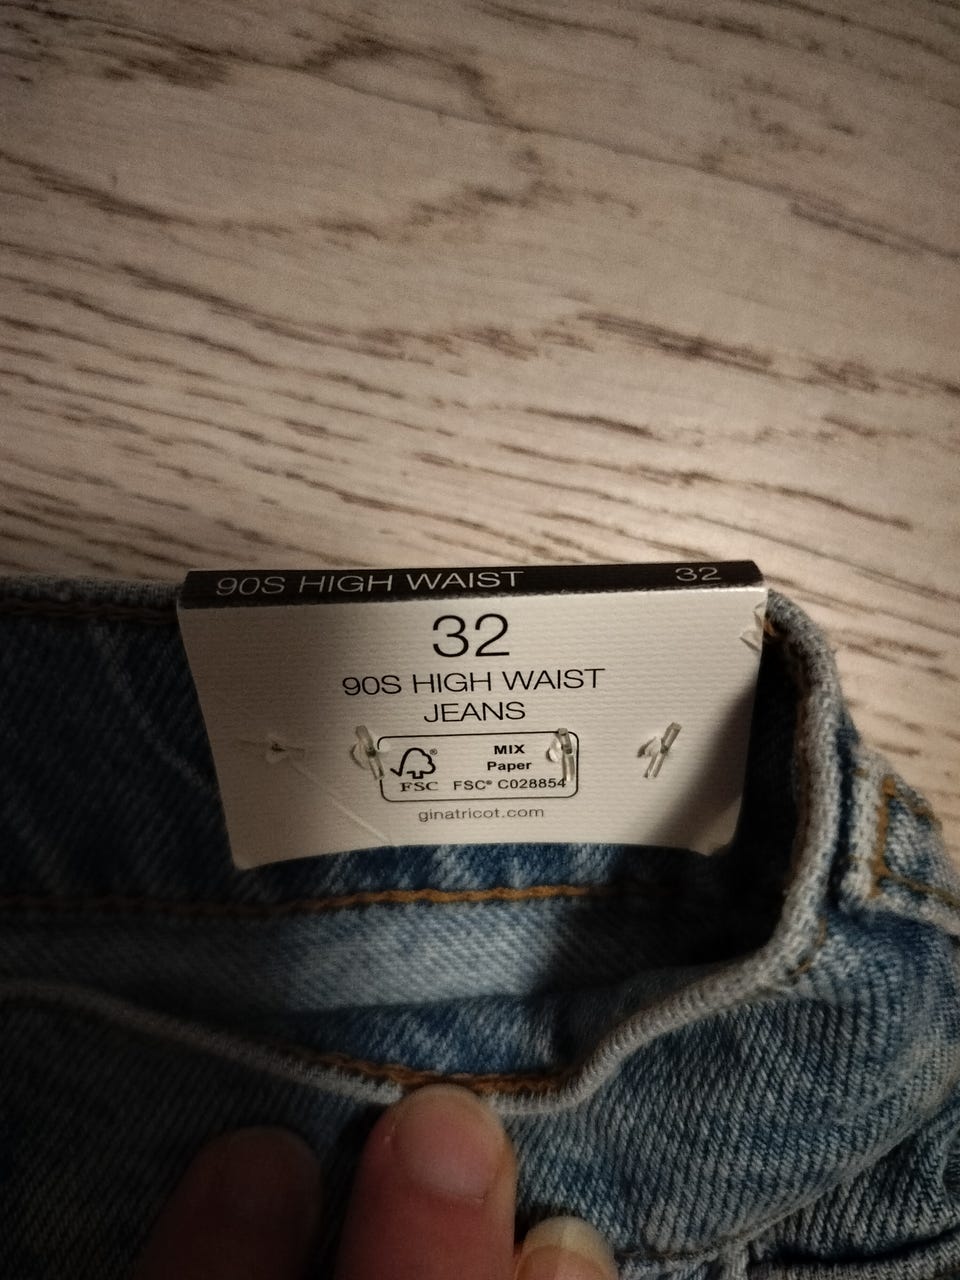 90S HIGH WAIST 32
32
90S HIGH WAIST
JEANS
MIX
Paper
FSC® FSC® C028854
ginatricot.com